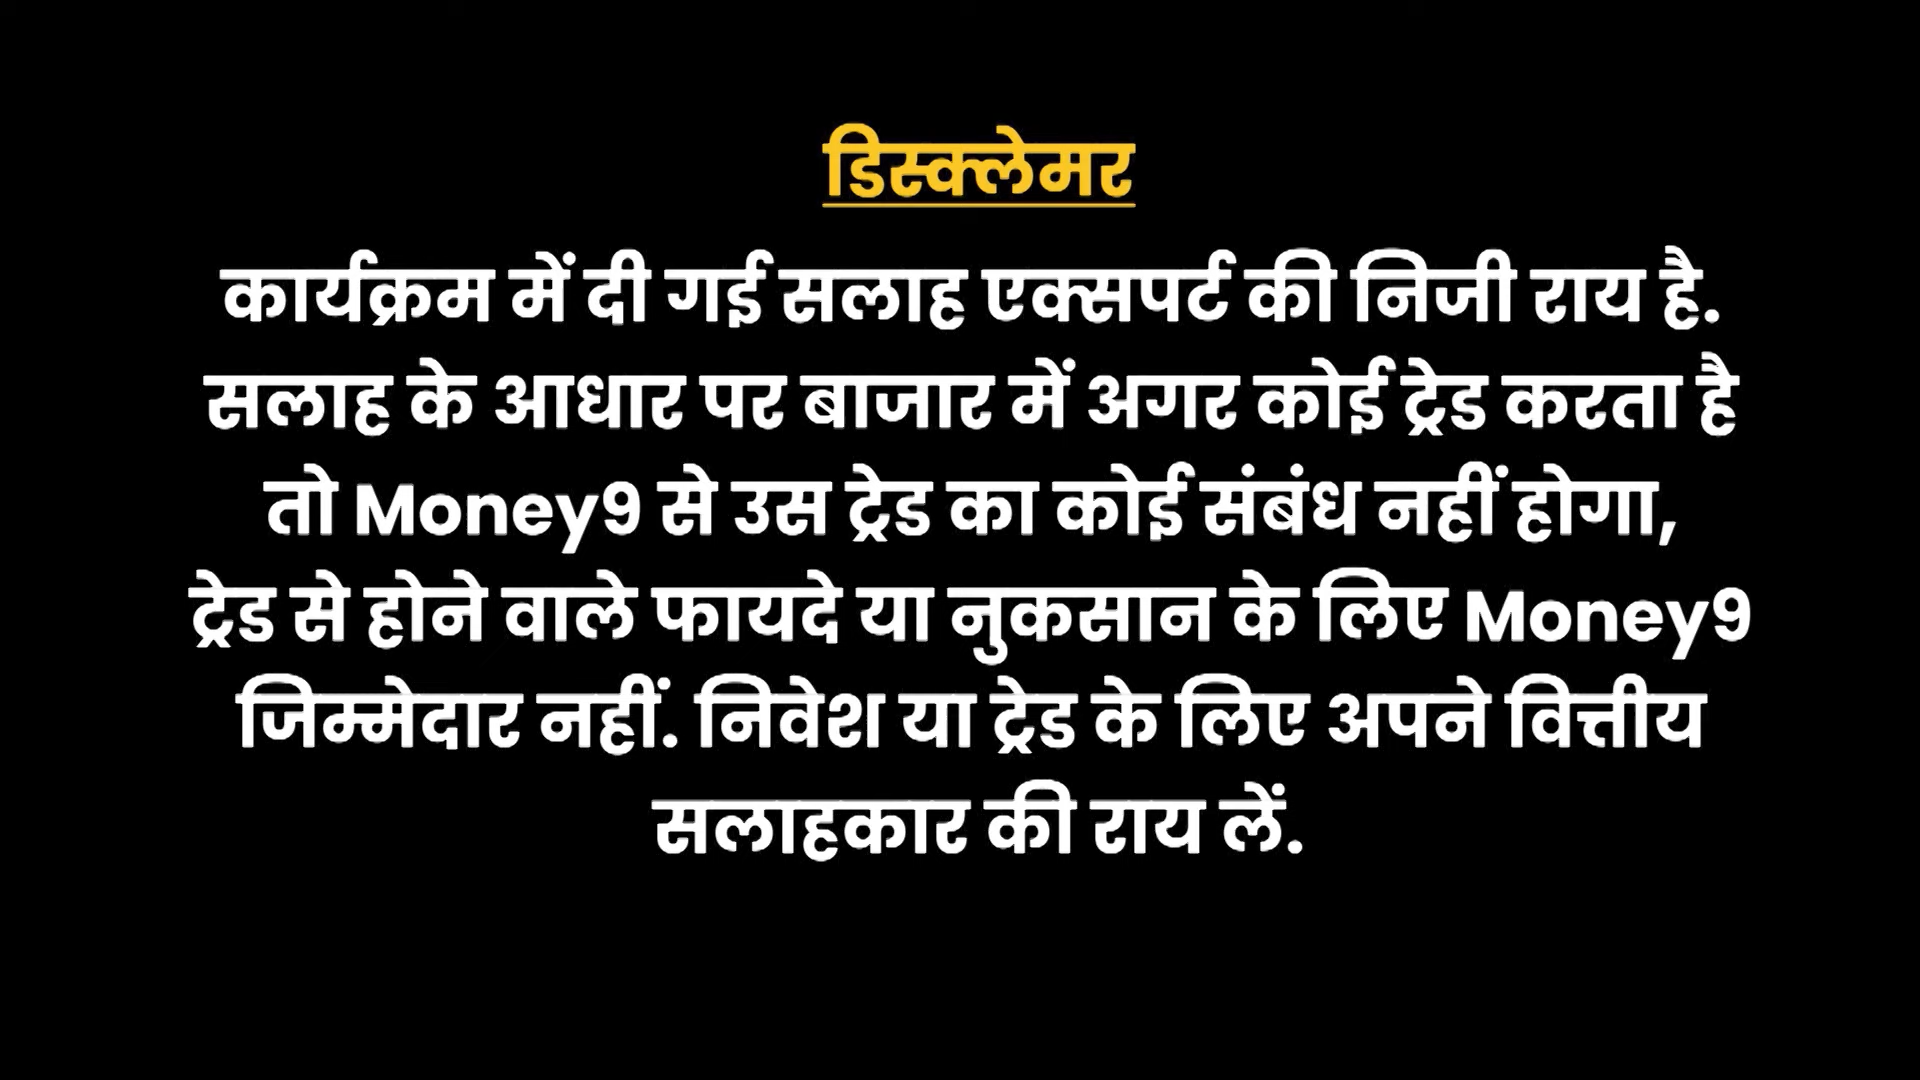 डिस्क्लेमर
कार्यक्रम में दी गई सलाह एक्सपर्ट की निजी राय है.
सलाह के आधार पर बाजार में अगर कोई ट्रेड करता है
तो Money9 से उस ट्रेड का कोई संबंध नहीं होगा,
ट्रेड से होने वाले फायदे या नुकसान के लिए Money9
जिम्मेदार नहीं. निवेश या ट्रेड के लिए अपने वित्तीय
सलाहकार की राय लें.